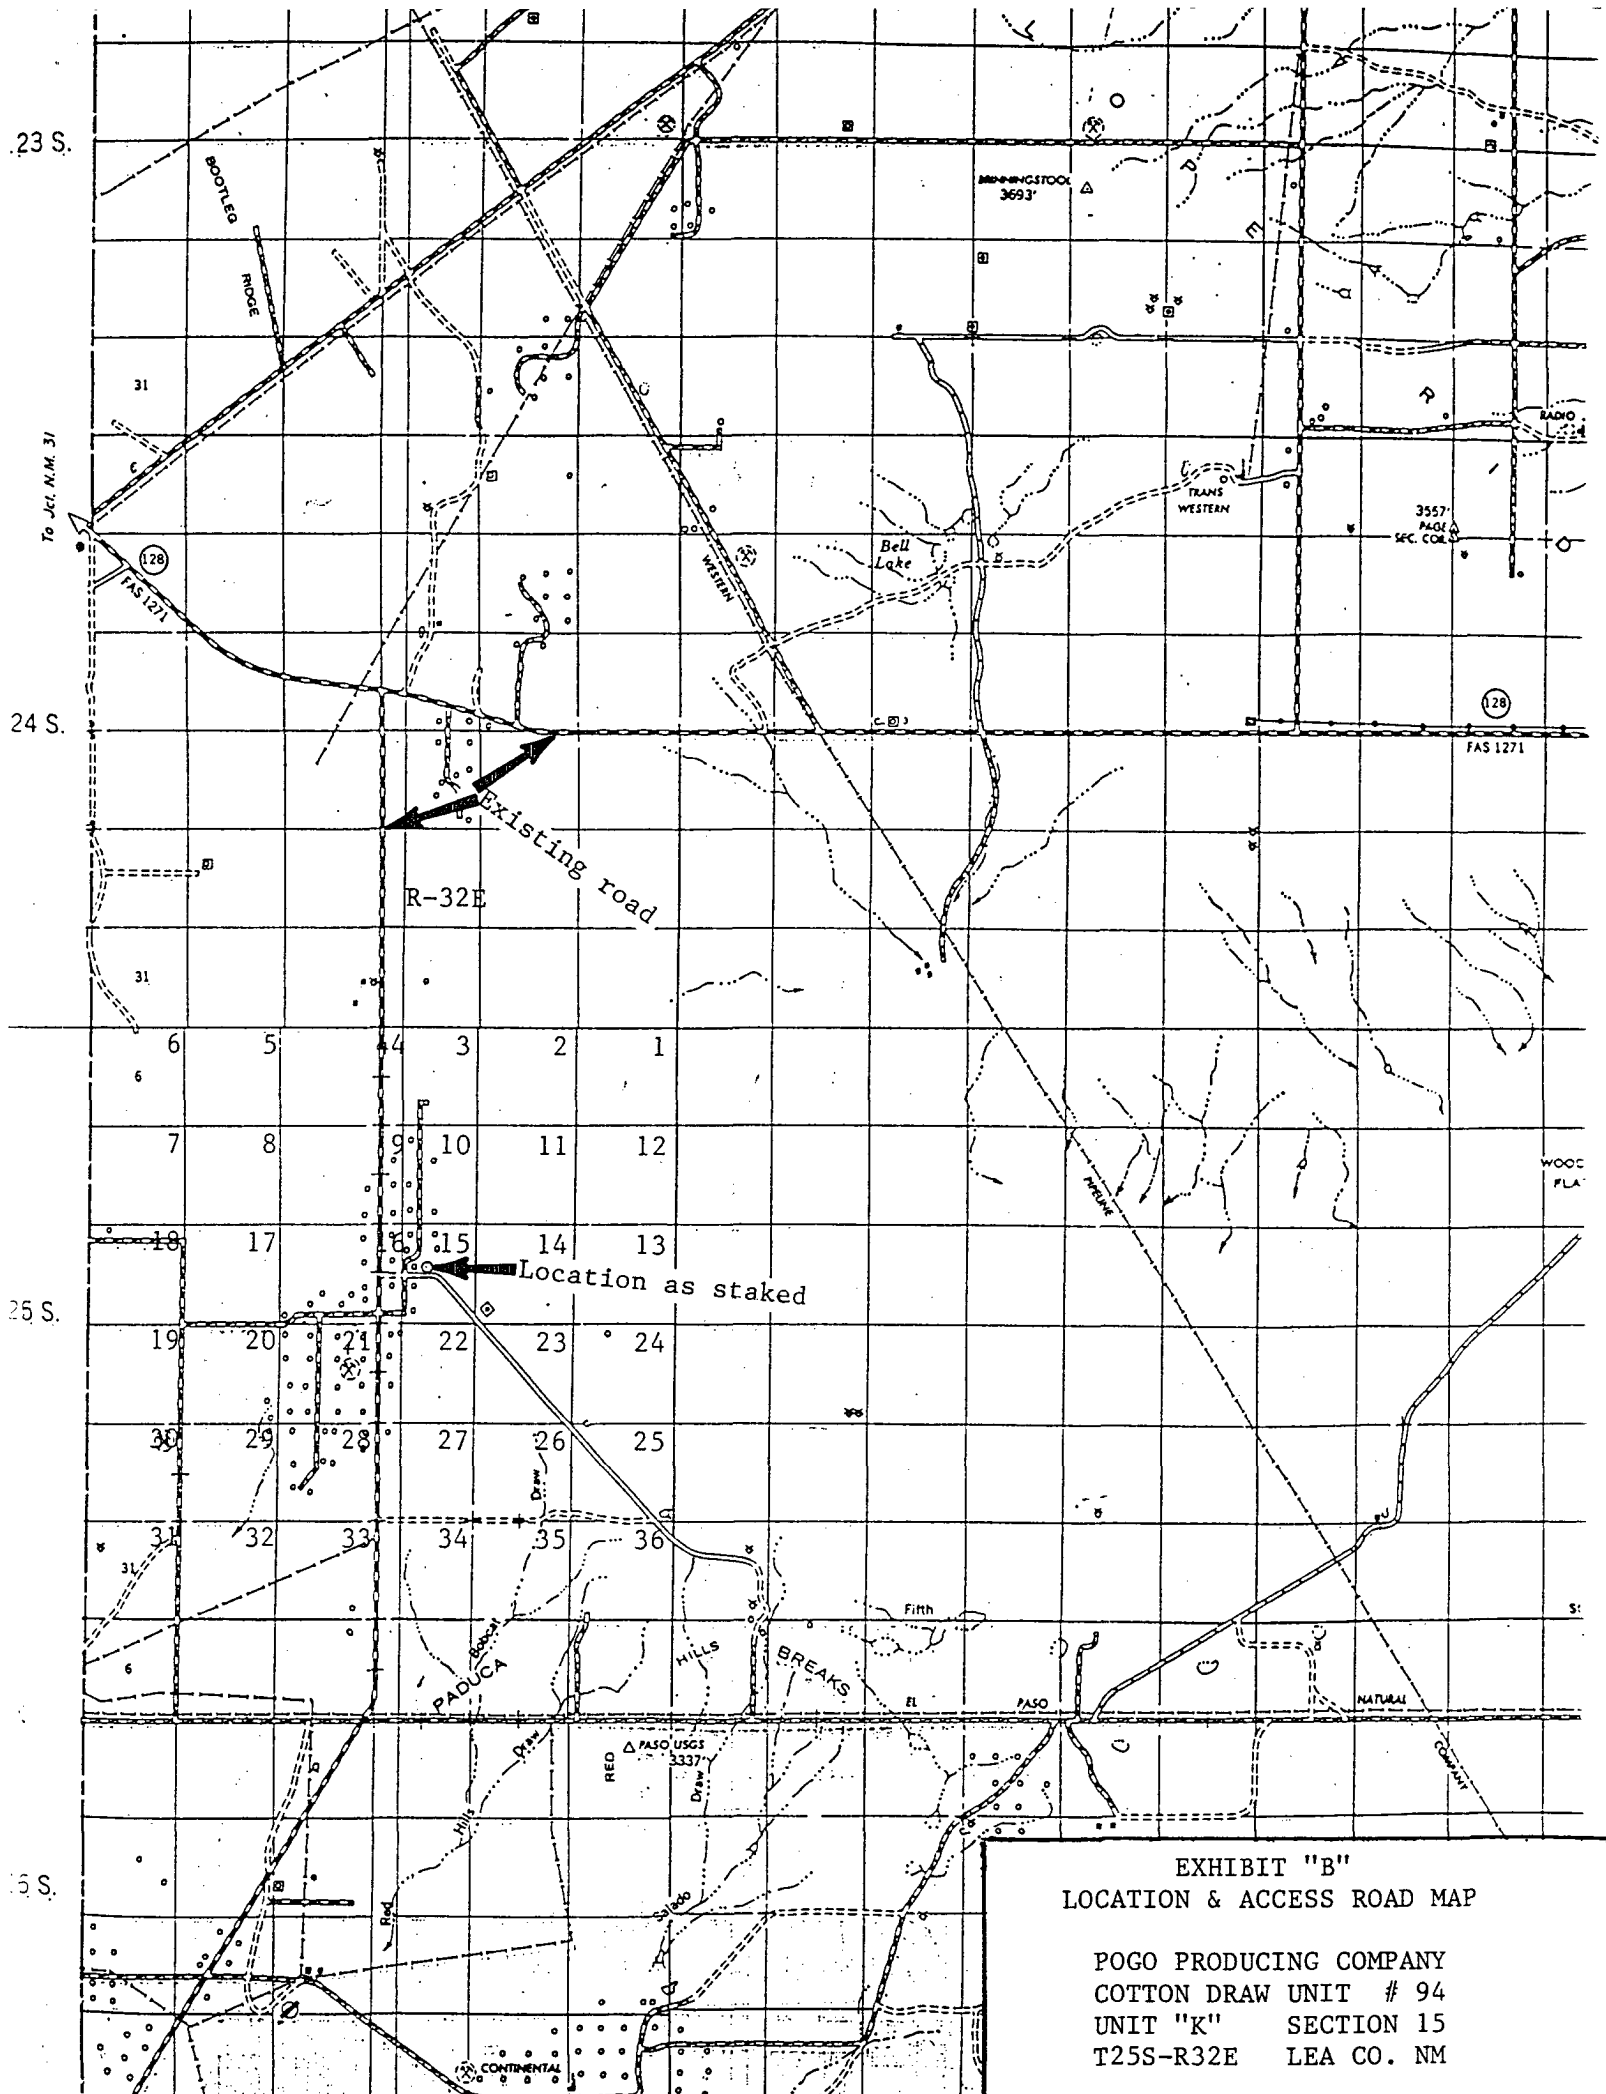 23 S.
BOOTLEG
RIDGE
BRINNINGSTOOL
3693'
P
E
R
31
To Jct. N.M. 31
6
RADIO
TRANS
WESTERN
3557'
PAGE
SEC. COR.
Bell
Lake
WESTERN
128
FAS 1271
24 S.
128
FAS 1271
Existing road
R-32E
31
6 5 4 3 2 1
6
7 8 9 10 11 12
PIPELINE
18 17 16 15 14 13
Location as staked
25 S.
19 20 21 22 23 24
30 29 28 27 26 25
Draw
31 32 33 34 35 36
31
Fifth
Bobcat
6
PADUCA
HILLS
BREAKS
EL PASO NATURAL
COMPANY
Draw
RED
PASO USGS
3337'
Draw
Hills
Red
Salado
CONTINENTAL
EXHIBIT "B"
LOCATION & ACCESS ROAD MAP
POGO PRODUCING COMPANY
COTTON DRAW UNIT # 94
UNIT "K" SECTION 15
T25S-R32E LEA CO. NM